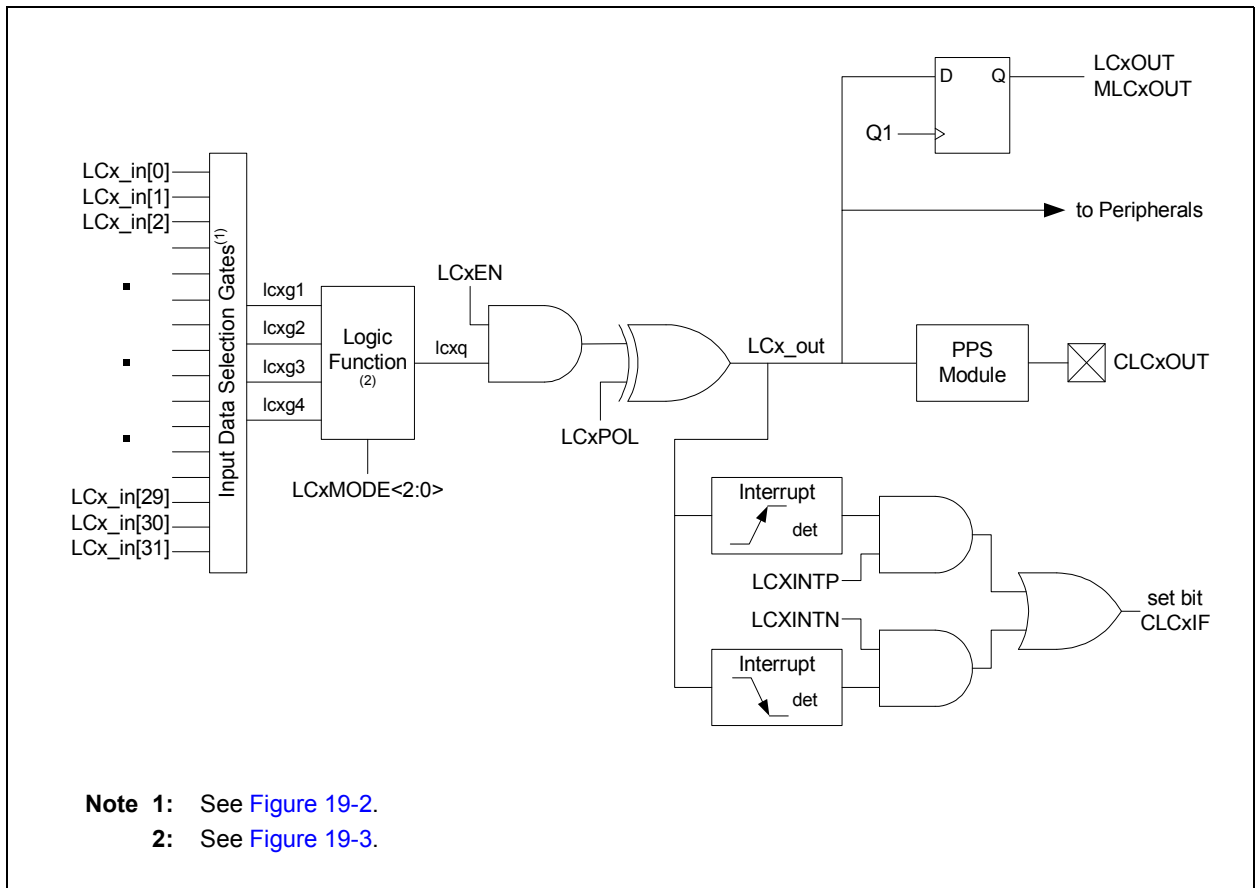 LCx_in[0]
LCx_in[1]
LCx_in[2]
LCx_in[29]
LCx_in[30]
LCx_in[31]
Input Data Selection Gates(1)
lcxg1
lcxg2
lcxg3
lcxg4
Logic
Function
(2)
LCxMODE<2:0>
lcxq
LCxEN
LCxPOL
LCx_out
D Q
Q1
LCxOUT
MLCxOUT
to Peripherals
PPS
Module
CLCxOUT
Interrupt
det
LCXINTP
LCXINTN
Interrupt
det
set bit
CLCxIF
Note 1: See Figure 19-2.
2: See Figure 19-3.